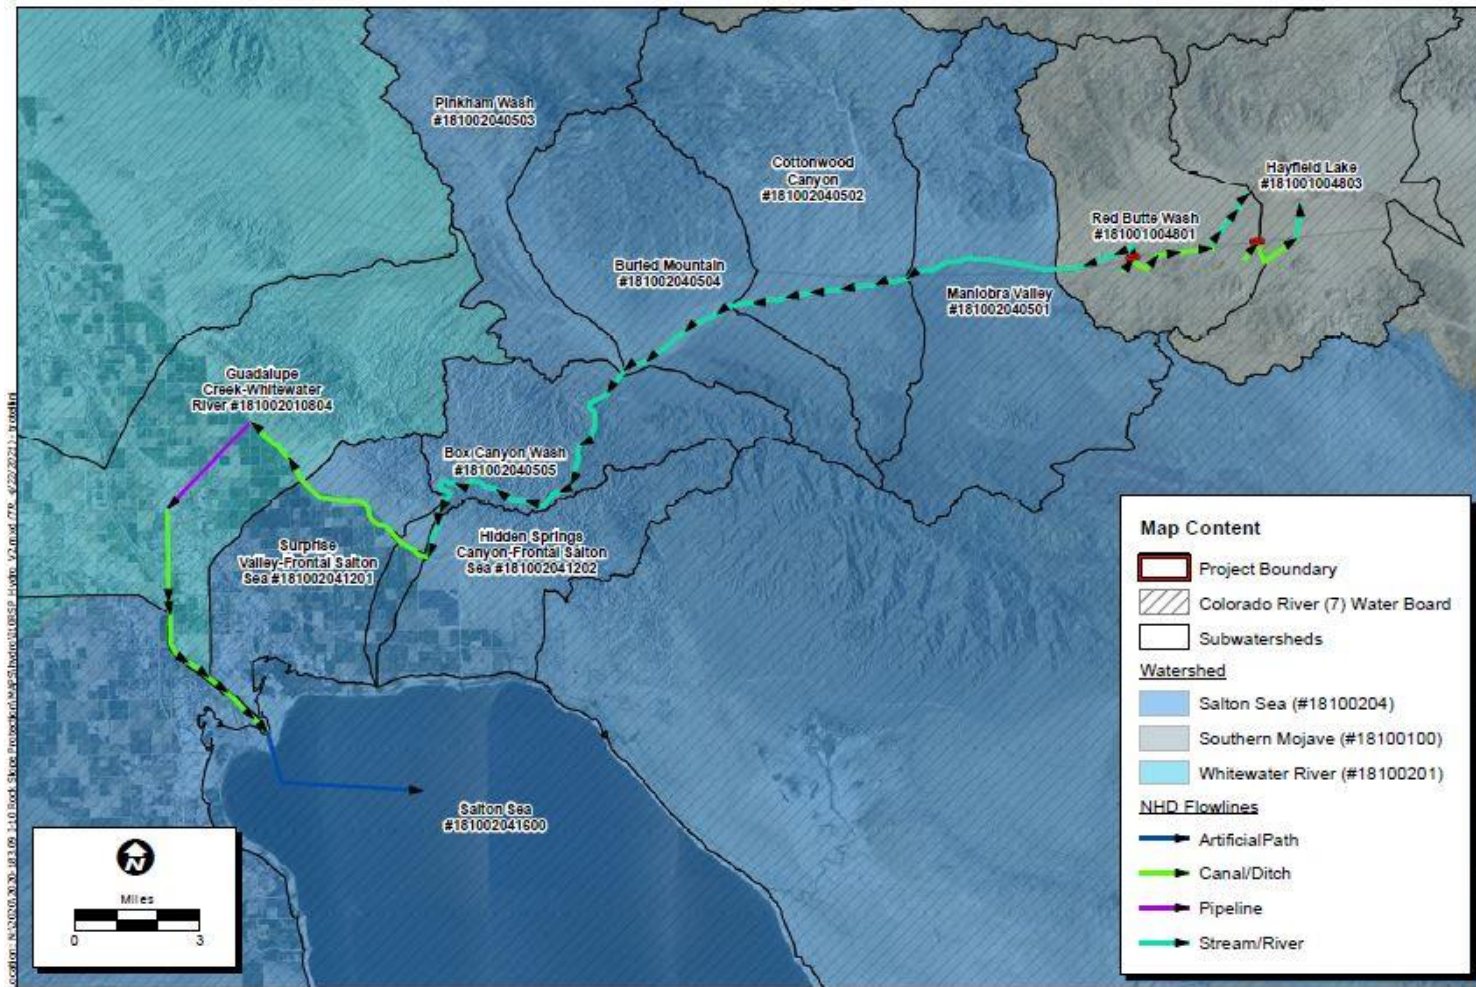 Pinkham Wash
#181002040503
Cottonwood
Canyon
#181002040502
Hayfield Lake
#181001004803
Red Butte Wash
#181001004801
Buried Mountain
#181002040504
Maniobra Valley
#181002040501
Guadalupe
Creek-Whitewater
River #181002010804
Box Canyon Wash
#181002040505
Surprise
Valley-Frontal Salton
Sea #181002041201
Hidden Springs
Canyon-Frontal Salton
Sea #181002041202
Salton Sea
#181002041600
Miles
0 3
N
Map Content
Project Boundary
Colorado River (7) Water Board
Subwatersheds
Watershed
Salton Sea (#18100204)
Southern Mojave (#18100100)
Whitewater River (#18100201)
NHD Flowlines
ArtificialPath
Canal/Ditch
Pipeline
Stream/River